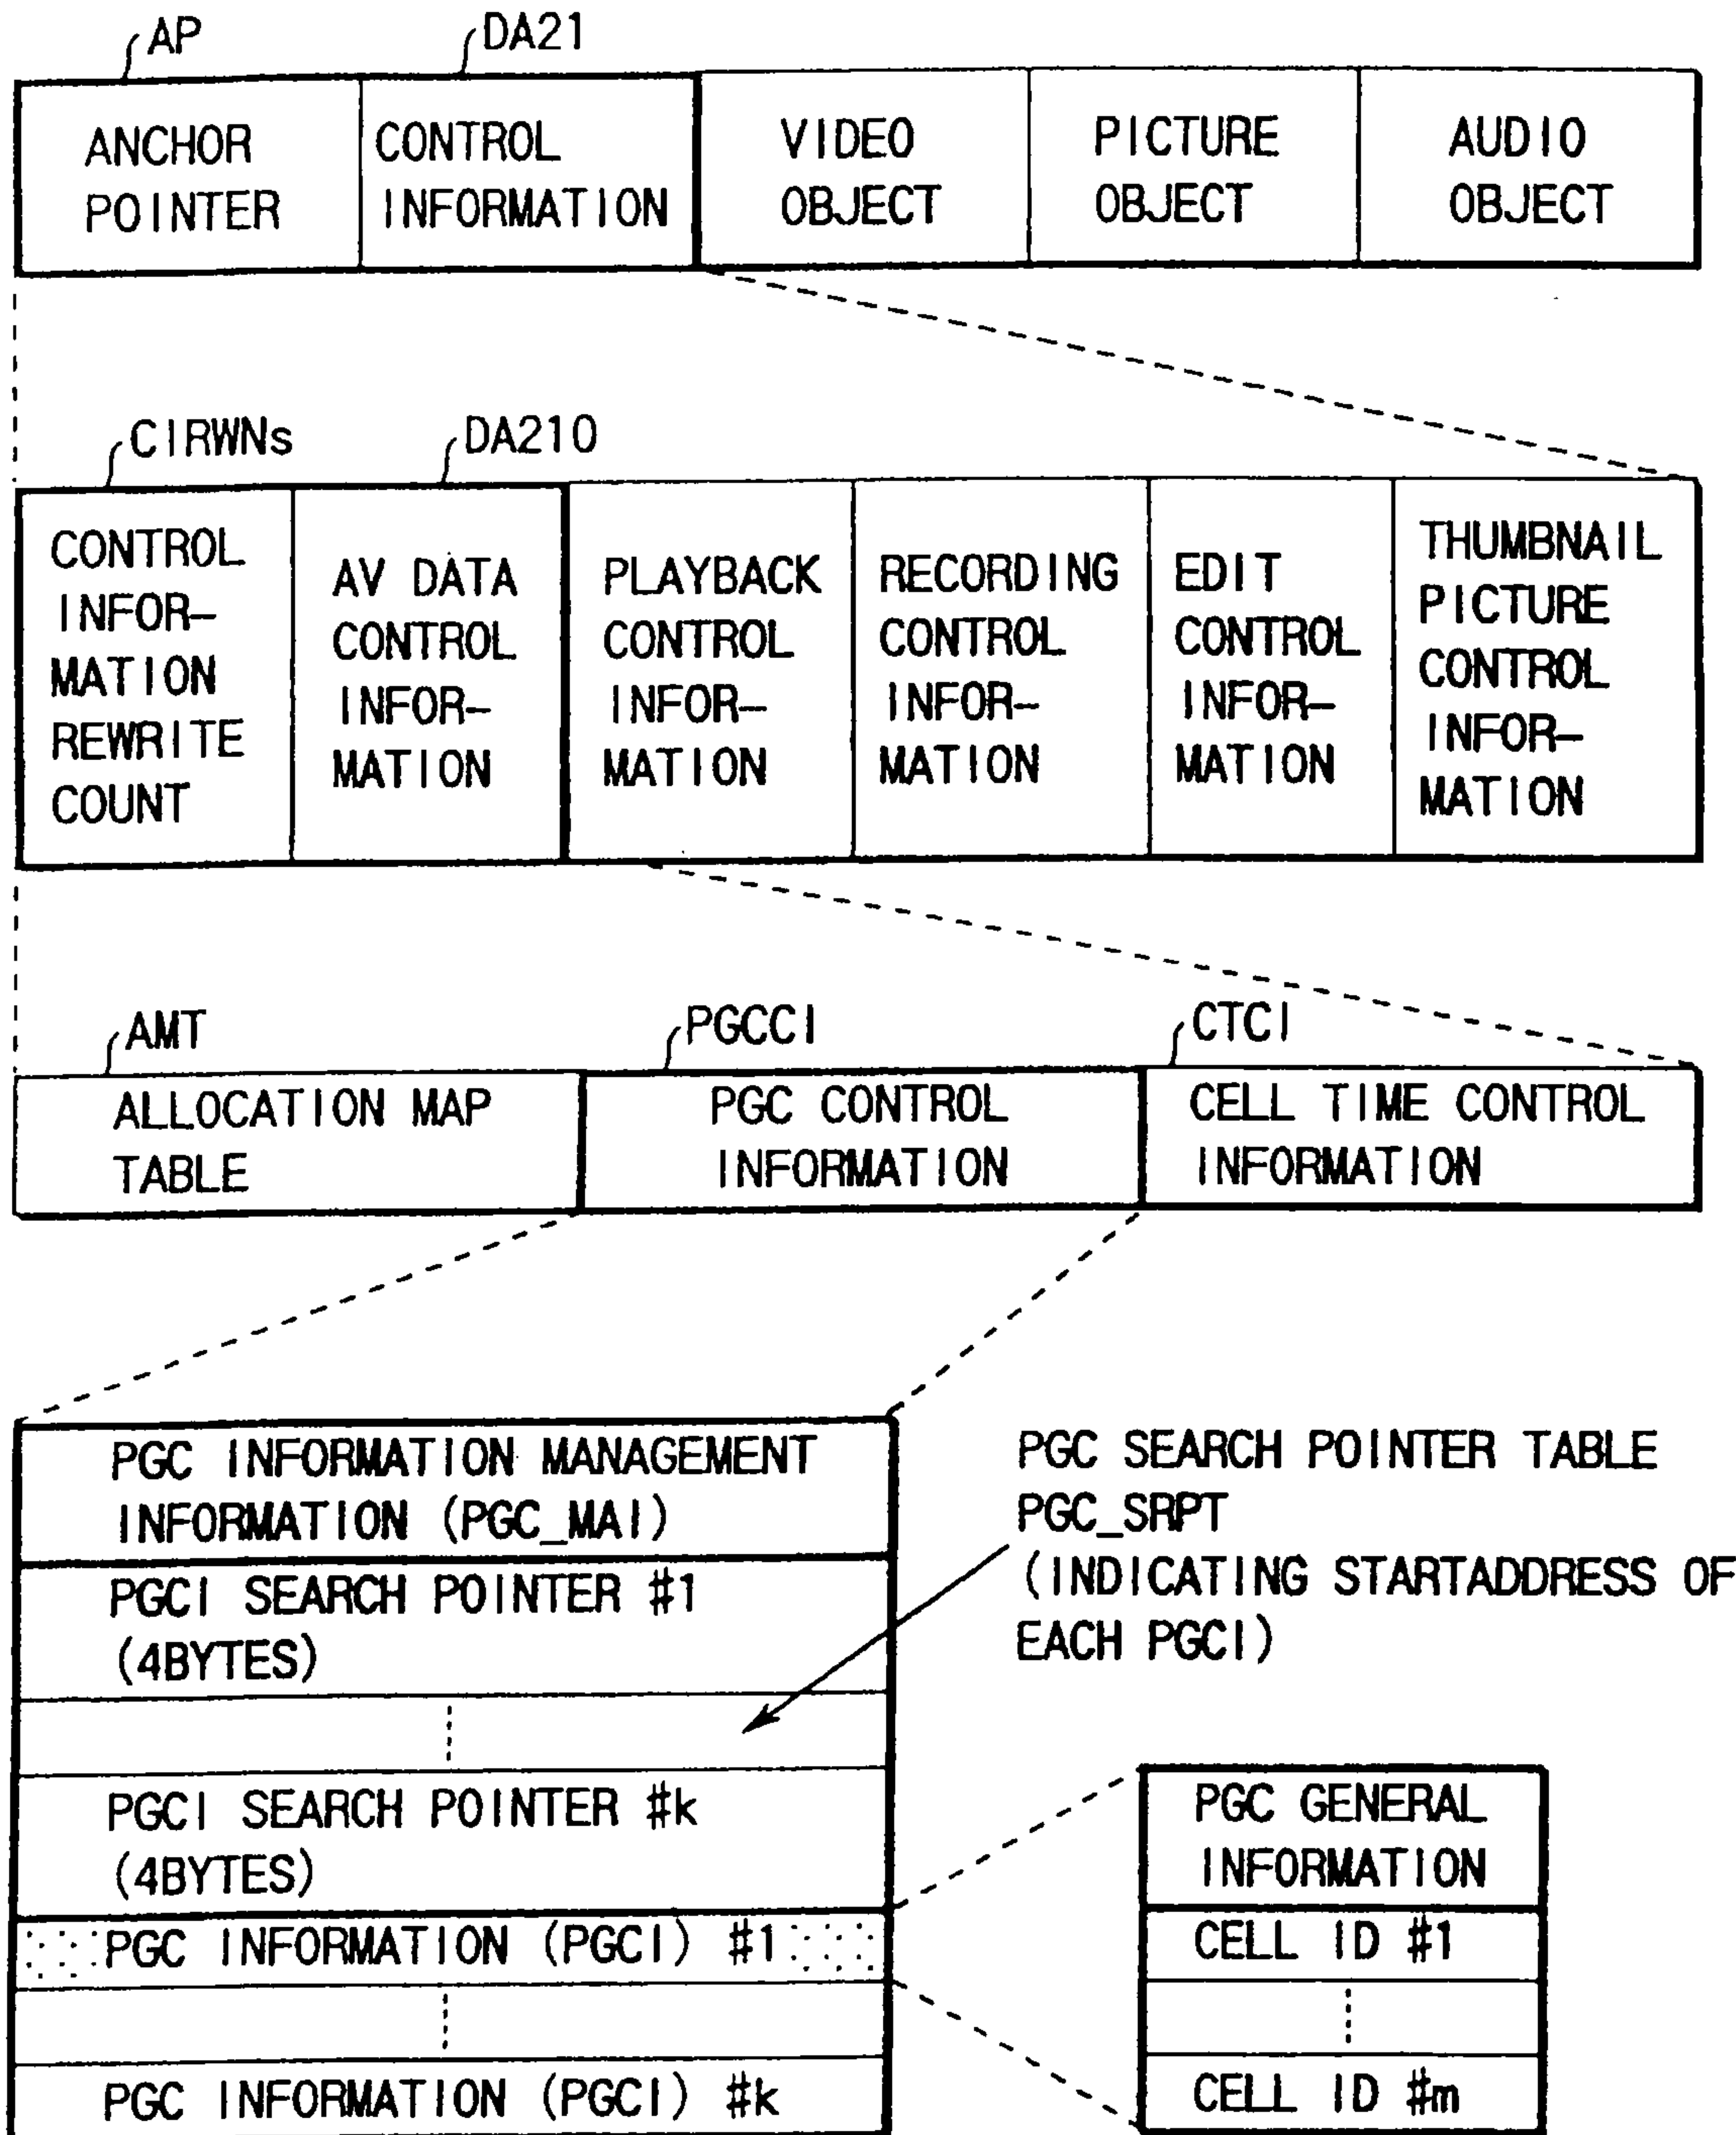 AP
DA21
ANCHOR
POINTER
CONTROL
INFORMATION
VIDEO
OBJECT
PICTURE
OBJECT
AUDIO
OBJECT
CIRWNs
DA210
CONTROL
INFOR-
MATION
REWRITE
COUNT
AV DATA
CONTROL
INFOR-
MATION
PLAYBACK
CONTROL
INFOR-
MATION
RECORDING
CONTROL
INFOR-
MATION
EDIT
CONTROL
INFOR-
MATION
THUMBNAIL
PICTURE
CONTROL
INFOR-
MATION
AMT
PGCCI
CTCI
ALLOCATION MAP
TABLE
PGC CONTROL
INFORMATION
CELL TIME CONTROL
INFORMATION
PGC INFORMATION MANAGEMENT
INFORMATION (PGC_MAI)
PGCI SEARCH POINTER #1
(4BYTES)
PGCI SEARCH POINTER #k
(4BYTES)
PGC INFORMATION (PGCI) #1
PGC INFORMATION (PGCI) #k
PGC SEARCH POINTER TABLE
PGC_SRPT
(INDICATING STARTADDRESS OF
EACH PGCI)
PGC GENERAL
INFORMATION
CELL ID #1
CELL ID #m